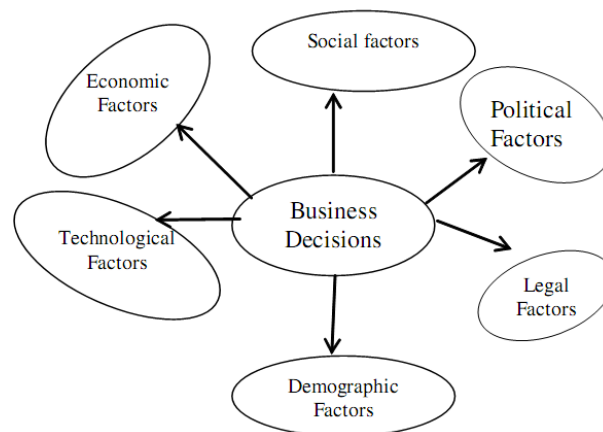 Social factors
Economic
Factors
Political
Factors
Business
Decisions
Technological
Factors
Legal
Factors
Demographic
Factors